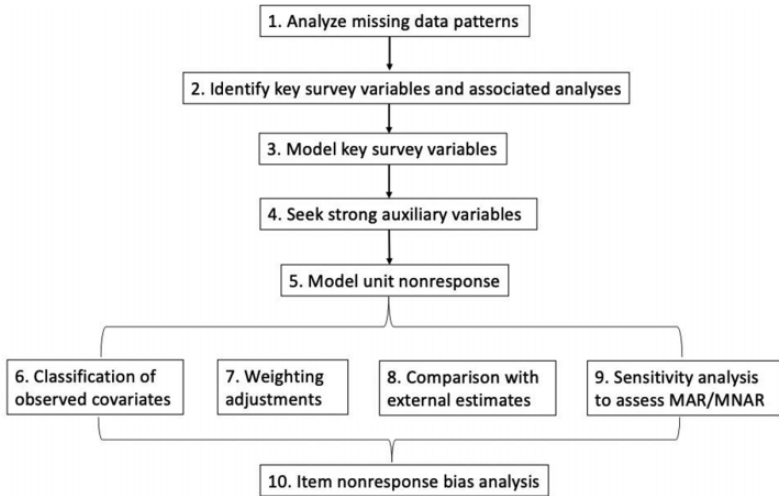 1. Analyze missing data patterns
2. Identify key survey variables and associated analyses
3. Model key survey variables
4. Seek strong auxiliary variables
5. Model unit nonresponse
6. Classification of
observed covariates
7. Weighting
adjustments
8. Comparison with
external estimates
9. Sensitivity analysis
to assess MAR/MNAR
10. Item nonresponse bias analysis